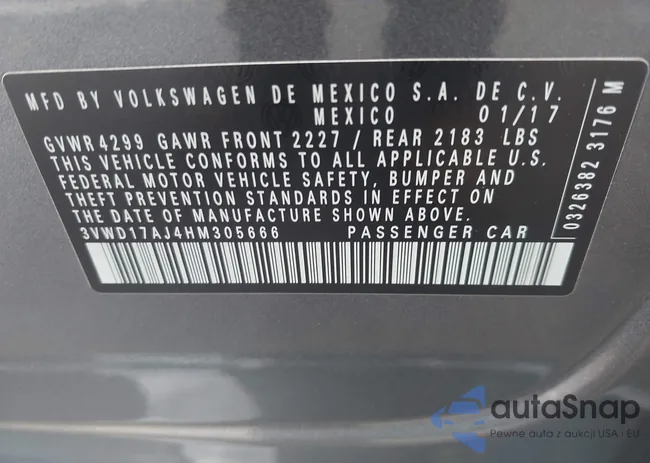 MFD BY VOLKSWAGEN DE MEXICO S.A. DE C.V.
MEXICO 01/17
GVWR 4299 GAWR FRONT 2227 / REAR 2183 LBS
THIS VEHICLE CONFORMS TO ALL APPLICABLE U.S.
FEDERAL MOTOR VEHICLE SAFETY, BUMPER AND
THEFT PREVENTION STANDARDS IN EFFECT ON
THE DATE OF MANUFACTURE SHOWN ABOVE.
3VWD17AJ4HM305666 PASSENGER CAR
0326382 3176 M
autaSnap
Pewne auta z aukcji USA i EU